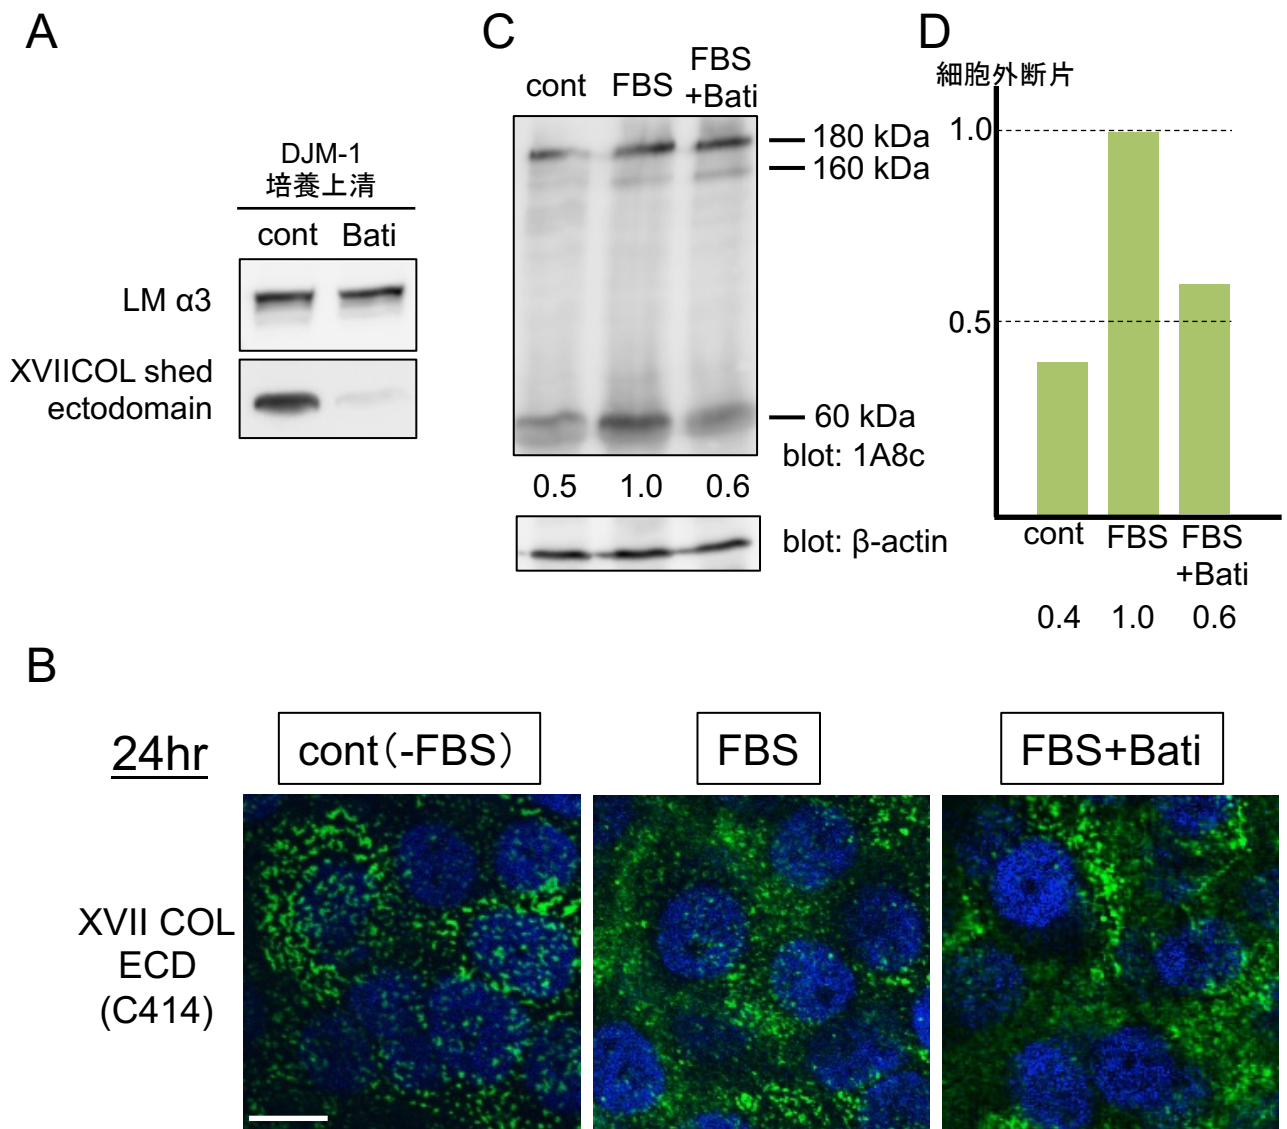 A
DJM-1
培養上清
cont Bati
LM α3
XVIICOL shed
ectodomain
C
cont FBS FBS
+Bati
180 kDa
160 kDa
60 kDa
blot: 1A8c
0.5 1.0 0.6
blot: β-actin
D
細胞外断片
1.0
0.5
cont FBS FBS
+Bati
0.4 1.0 0.6
B
24hr
cont（-FBS）
FBS
FBS+Bati
XVII COL
ECD
(C414)